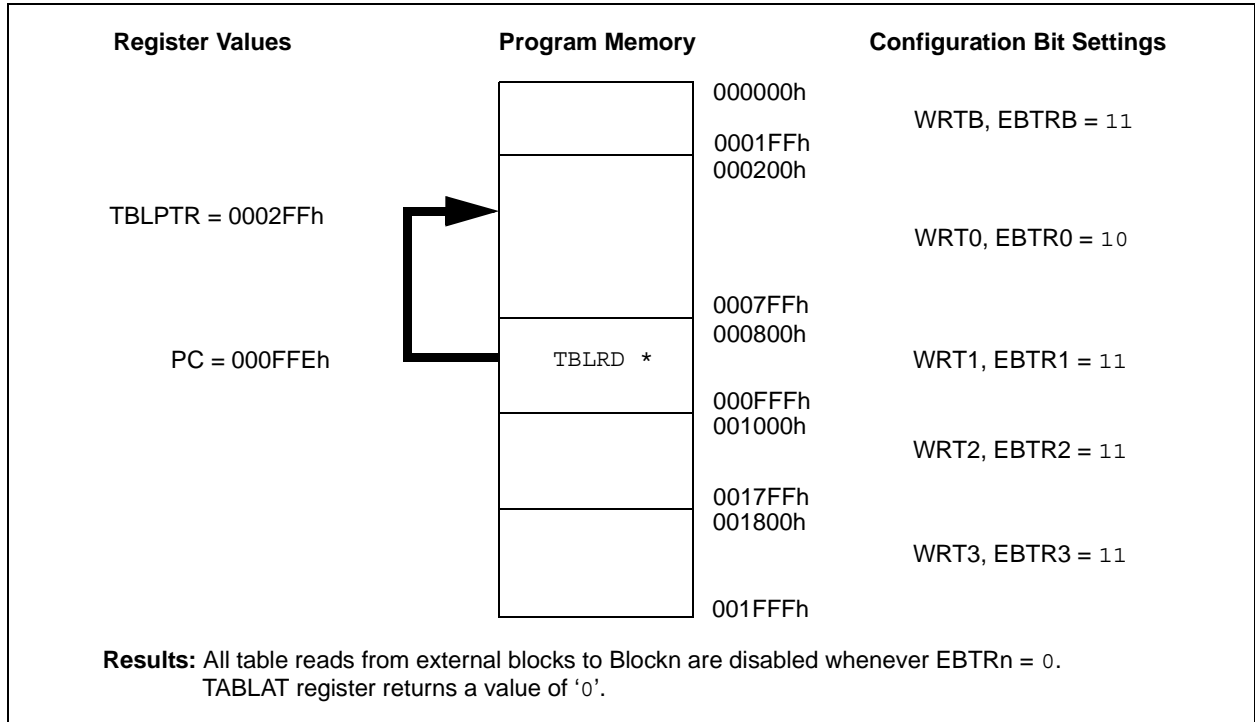 Register Values Program Memory Configuration Bit Settings
000000h
WRTB, EBTRB = 11
0001FFh
000200h
TBLPTR = 0002FFh
WRT0, EBTR0 = 10
0007FFh
000800h
PC = 000FFEh TBLRD * WRT1, EBTR1 = 11
000FFFh
001000h
WRT2, EBTR2 = 11
0017FFh
001800h
WRT3, EBTR3 = 11
001FFFh
Results: All table reads from external blocks to Blockn are disabled whenever EBTRn = 0.
TABLAT register returns a value of ‘0’.